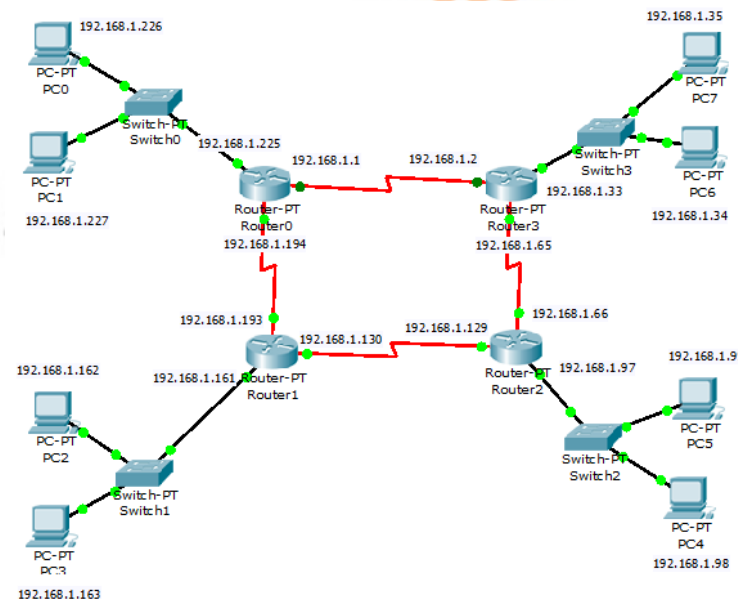 192.168.1.226
PC-PT
PC0
Switch-PT
Switch0
192.168.1.225
PC-PT
PC1
192.168.1.227
192.168.1.1
Router-PT
Router0
192.168.1.194
192.168.1.35
PC-PT
PC7
Switch-PT
Switch3
192.168.1.2
192.168.1.33
PC-PT
PC6
192.168.1.34
Router-PT
Router3
192.168.1.65
192.168.1.193
192.168.1.130
192.168.1.161
Router-PT
Router1
192.168.1.162
PC-PT
PC2
Switch-PT
Switch1
PC-PT
PC3
192.168.1.163
192.168.1.129
192.168.1.66
Router-PT
Router2
192.168.1.97
192.168.1.9
PC-PT
PC5
Switch-PT
Switch2
PC-PT
PC4
192.168.1.98